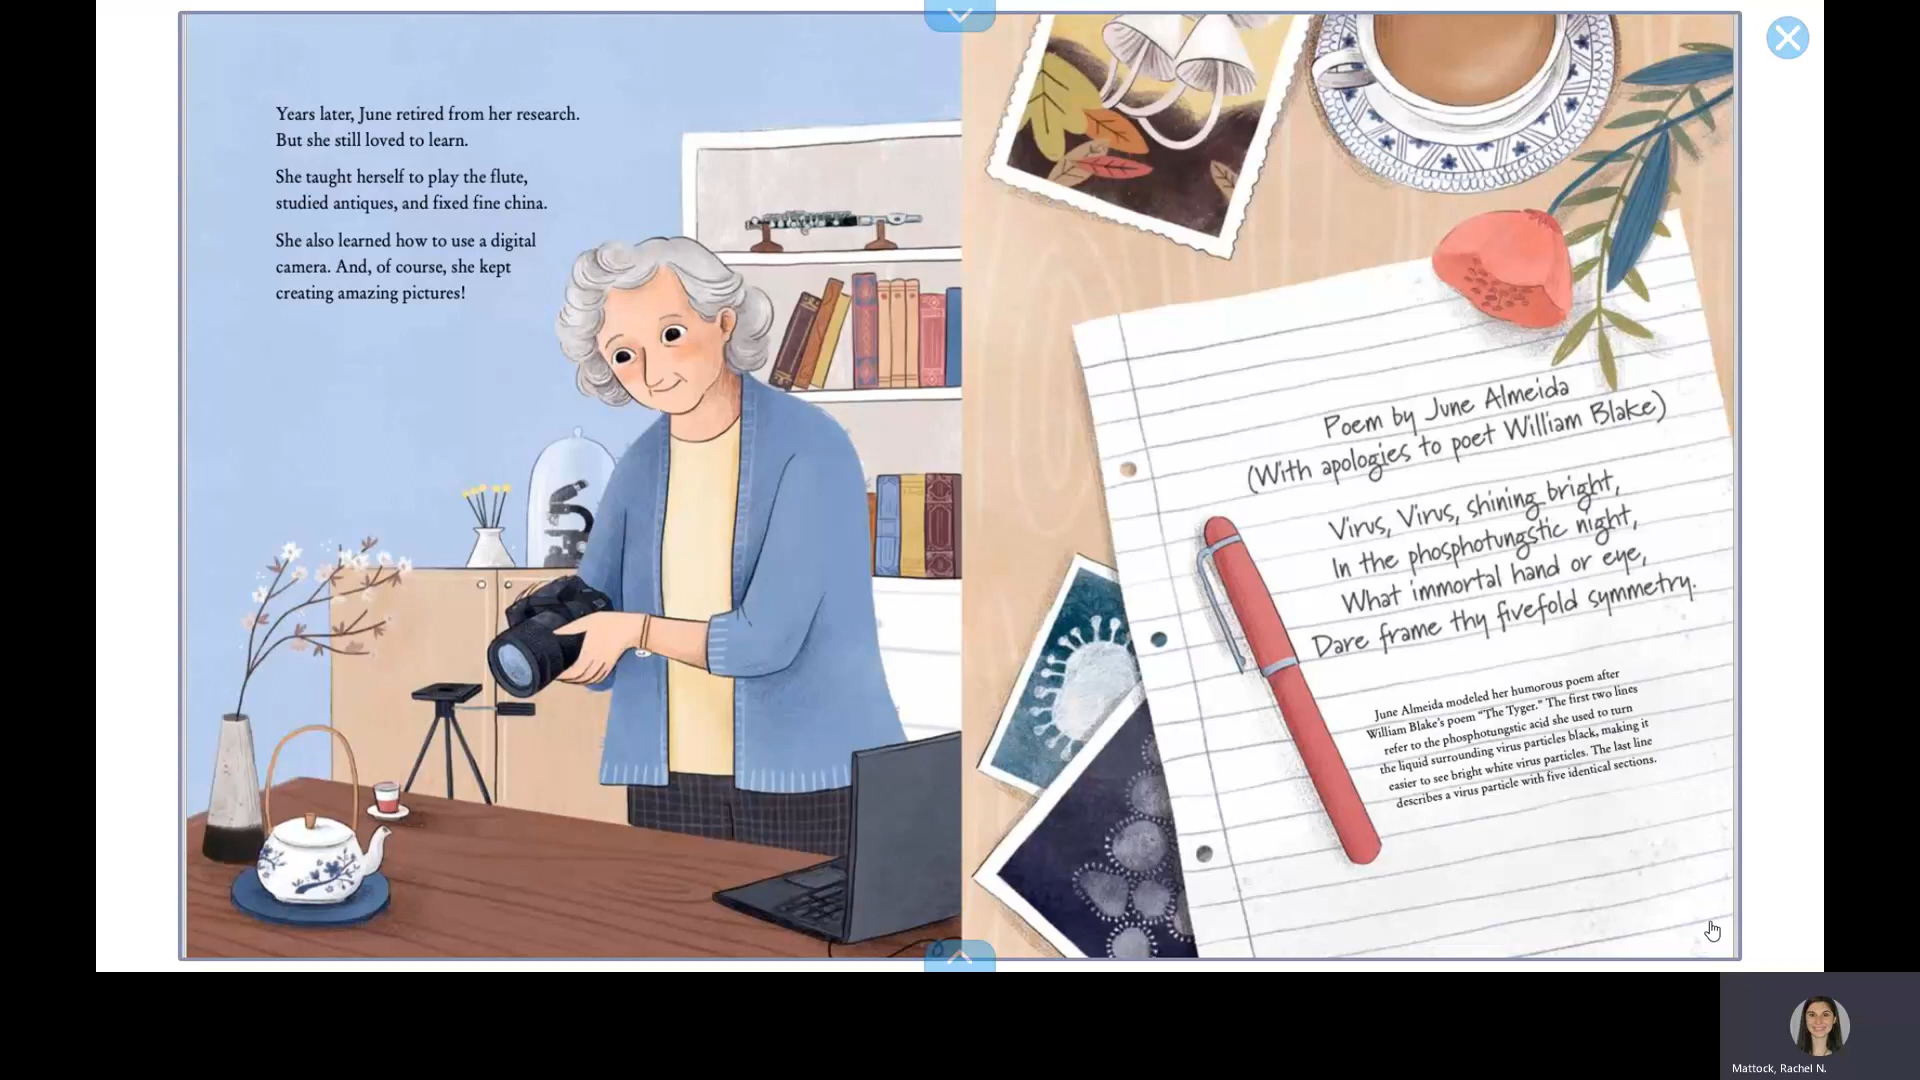 Years later, June retired from her research.
But she still loved to learn.
She taught herself to play the flute,
studied antiques, and fixed fine china.
She also learned how to use a digital
camera. And, of course, she kept
creating amazing pictures!
Poem by June Almeida
(With apologies to poet William Blake)
Virus, Virus, shining bright,
In the phosphotungstic night,
What immortal hand or eye,
Dare frame thy fivefold symmetry.
June Almeida modeled her humorous poem after
William Blake's poem “The Tyger.” The first two lines
refer to the phosphotungstic acid she used to turn
the liquid surrounding virus particles black, making it
easier to see bright white virus particles. The last line
describes a virus particle with five identical sections.
Mattock, Rachel N.